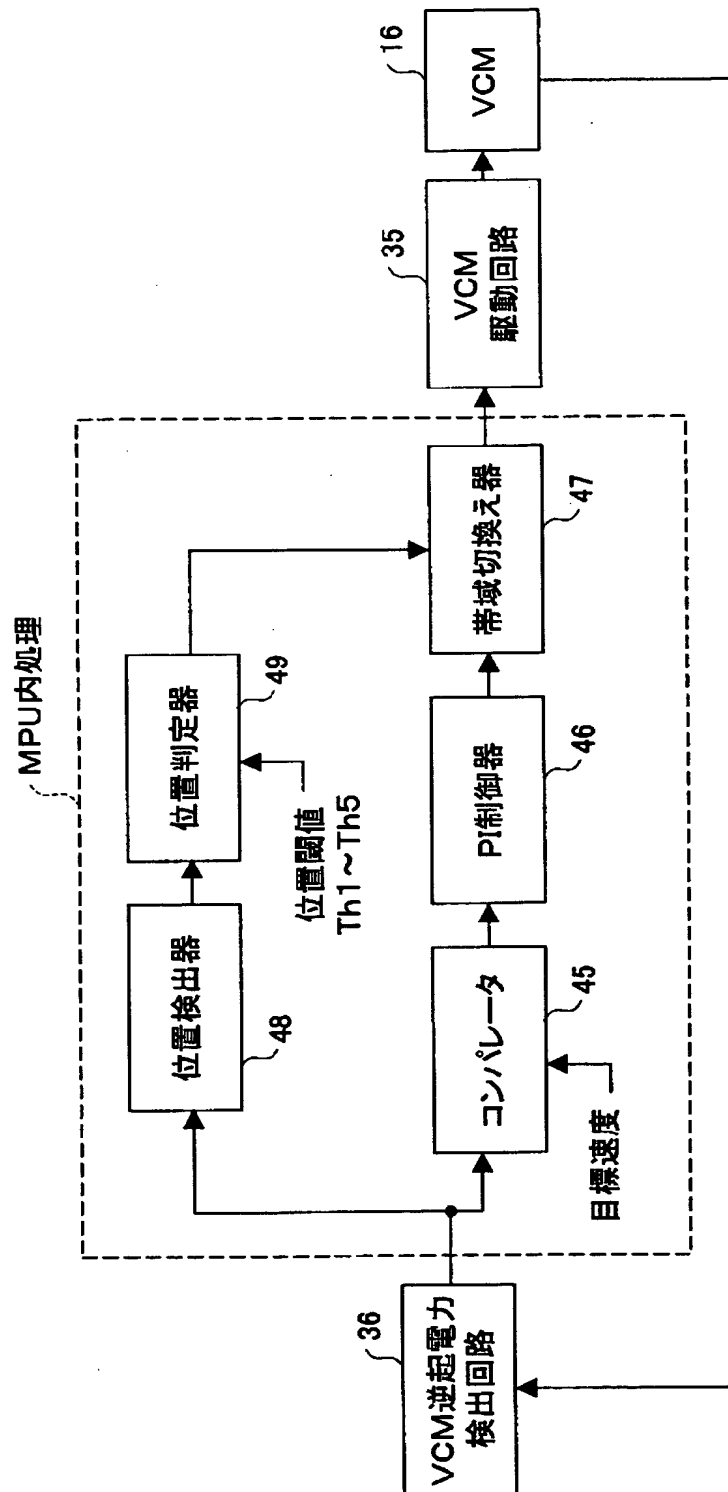 MPU内処理
36
VCM逆起電力
検出回路
位置検出器
48
位置判定器
49
位置閾値
Th1～Th5
コンパレータ
45
目標速度
PI制御器
46
帯域切換え器
47
VCM
駆動回路
35
VCM
16